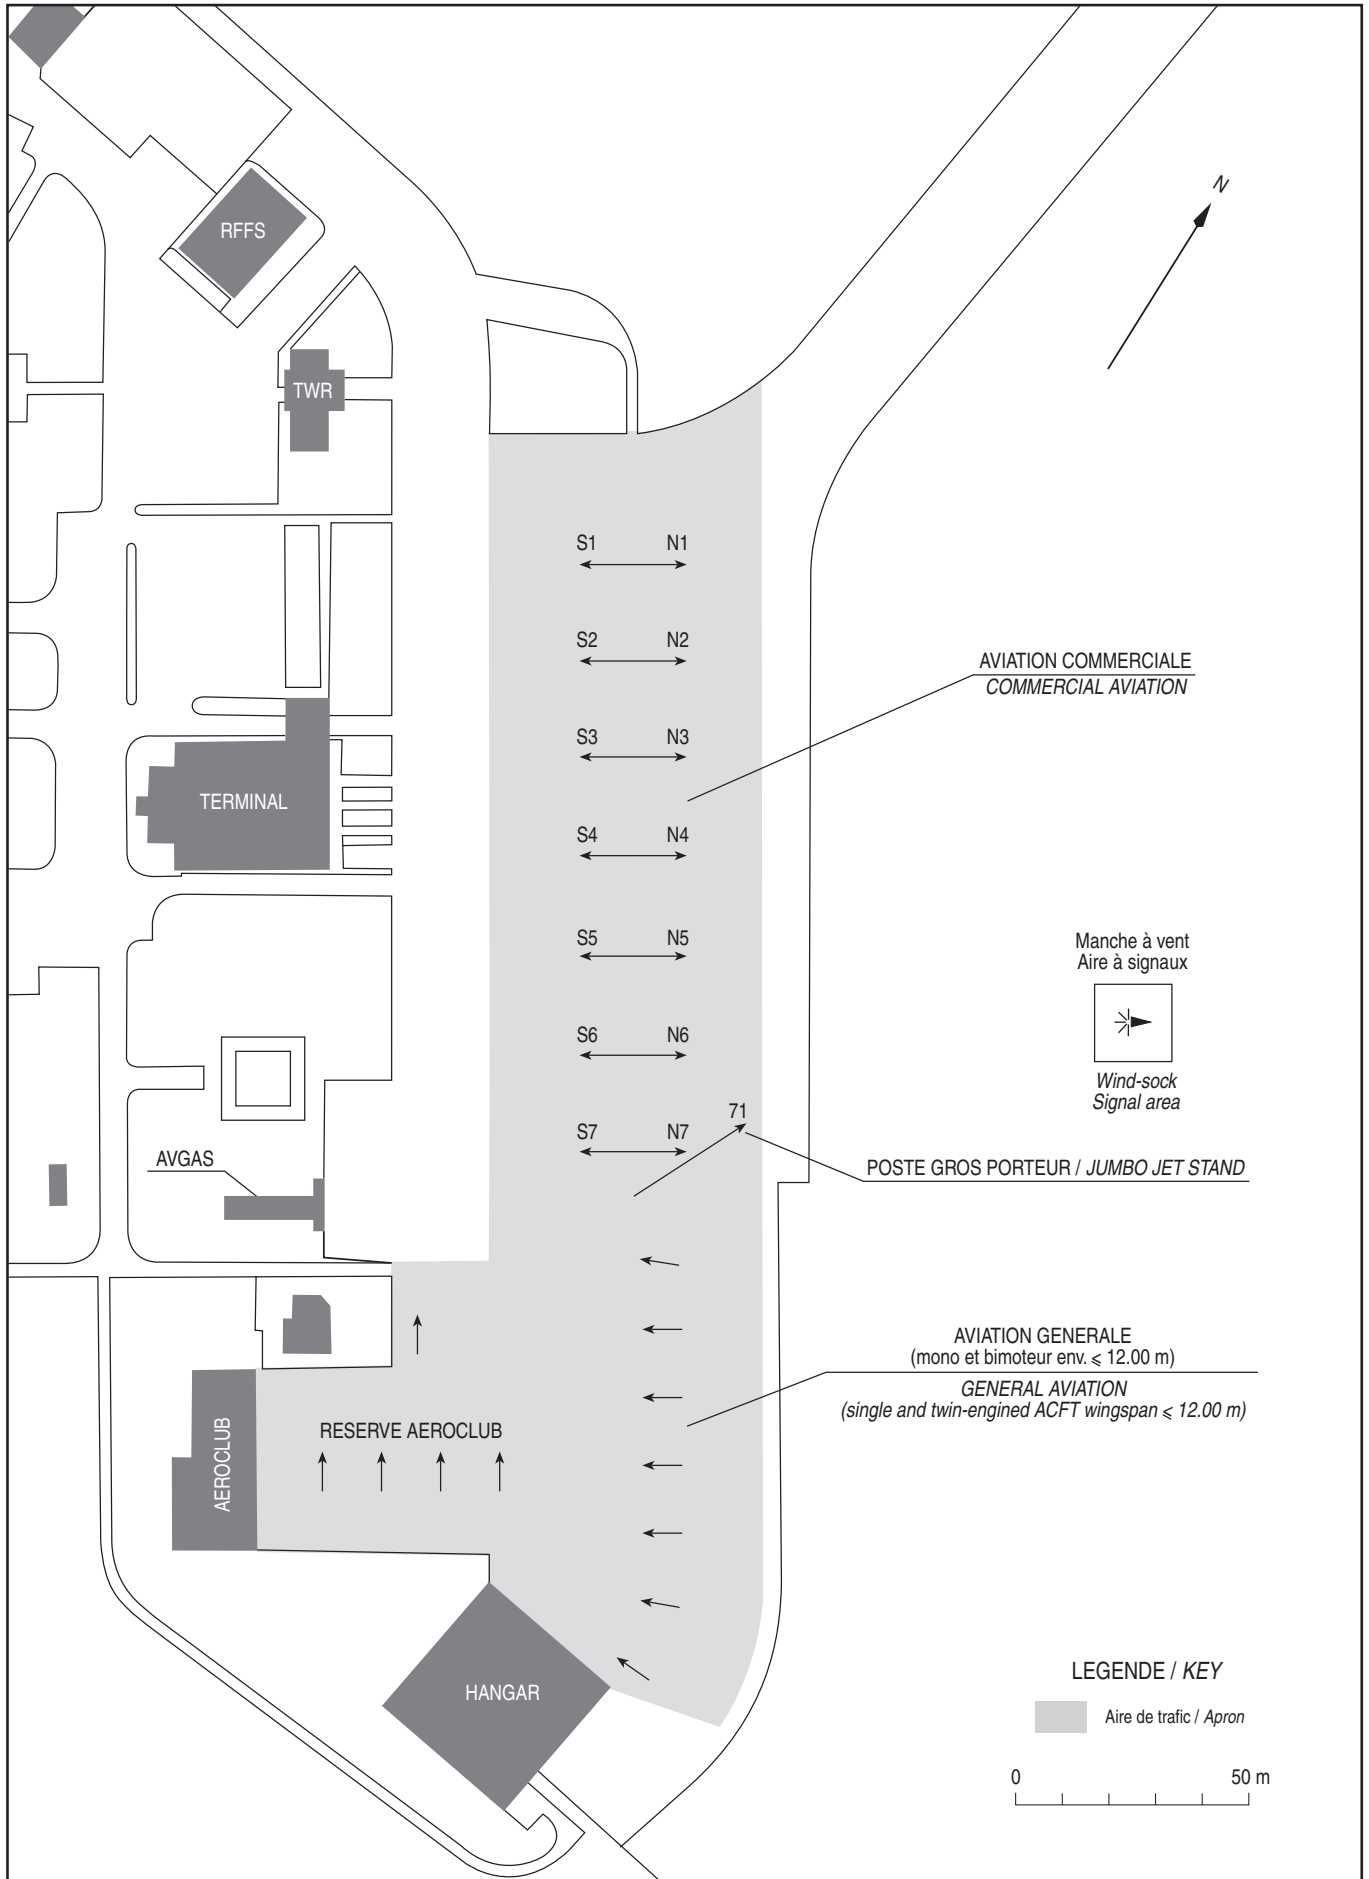 N
RFFS
TWR
S1 N1
S2 N2
AVIATION COMMERCIALE
COMMERCIAL AVIATION
S3 N3
TERMINAL
S4 N4
S5 N5
Manche à vent
Aire à signaux
S6 N6
Wind-sock
Signal area
71
S7 N7
AVGAS
POSTE GROS PORTEUR / JUMBO JET STAND
AVIATION GENERALE
(mono et bimoteur env. ⩽ 12.00 m)
GENERAL AVIATION
(single and twin-engined ACFT wingspan ⩽ 12.00 m)
RESERVE AEROCLUB
AEROCLUB
HANGAR
LEGENDE / KEY
Aire de trafic / Apron
0 50 m